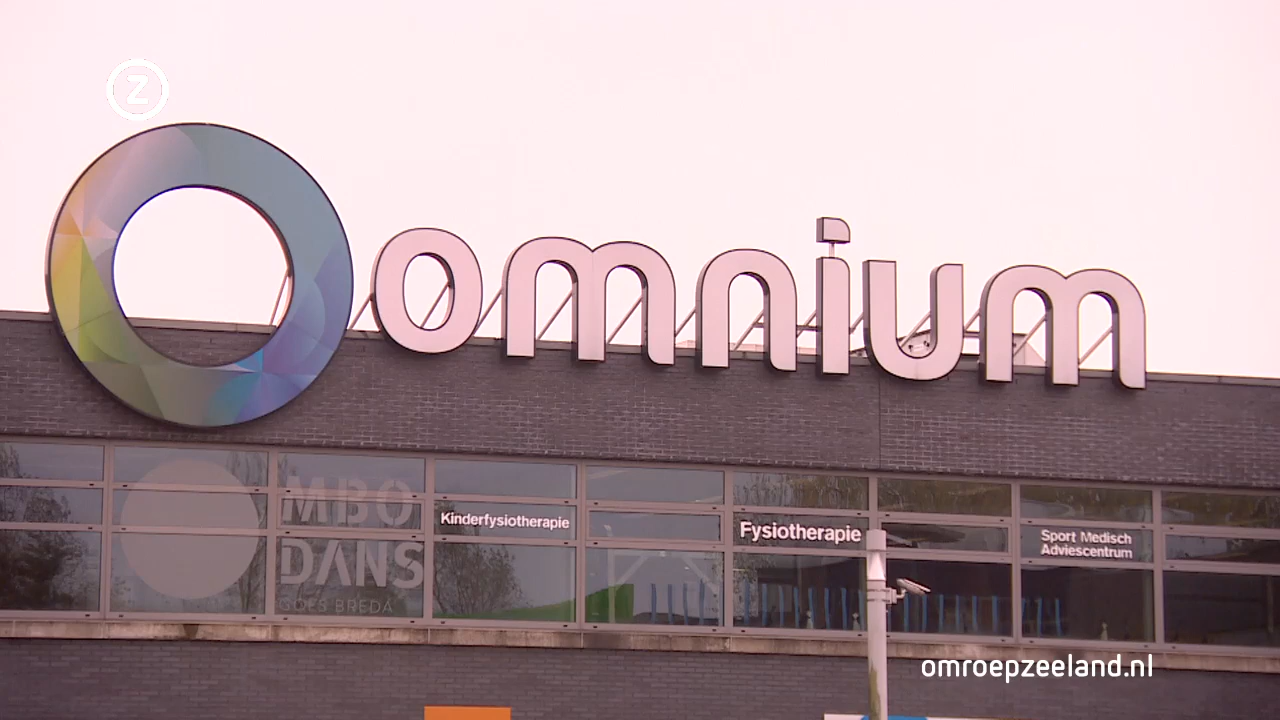 Z
omnium
MBO
DANS
GOES BREDA
Kinderfysiotherapie
Fysiotherapie
Sport Medisch
Adviescentrum
omroepzeeland.nl